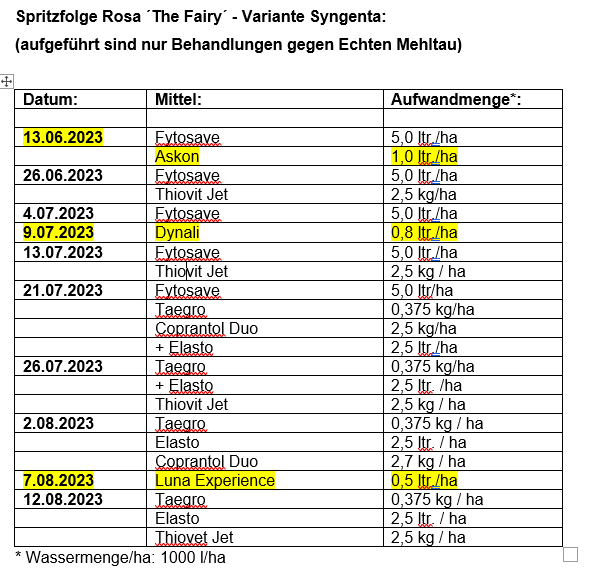 Spritzfolge Rosa ´The Fairy´ - Variante Syngenta:
(aufgeführt sind nur Behandlungen gegen Echten Mehltau)
Datum: Mittel: Aufwandmenge*:
13.06.2023 Fytosave 5,0 ltr./ha
Askon 1,0 ltr./ha
26.06.2023 Fytosave 5,0 ltr./ha
Thiovit Jet 2,5 kg/ha
4.07.2023 Fytosave 5,0 ltr./ha
9.07.2023 Dynali 0,8 ltr./ha
13.07.2023 Fytosave 5,0 ltr./ha
Thiovit Jet 2,5 kg / ha
21.07.2023 Fytosave 5,0 ltr/ha
Taegro 0,375 kg/ha
Coprantol Duo 2,5 kg/ha
+ Elasto 2,5 ltr./ha
26.07.2023 Taegro 0,375 kg/ha
+ Elasto 2,5 ltr. /ha
Thiovit Jet 2,5 kg / ha
2.08.2023 Taegro 0,375 kg / ha
Elasto 2,5 ltr. / ha
Coprantol Duo 2,7 kg / ha
7.08.2023 Luna Experience 0,5 ltr./ha
12.08.2023 Taegro 0,375 kg / ha
Elasto 2,5 ltr. / ha
Thiovet Jet 2,5 kg / ha
* Wassermenge/ha: 1000 l/ha